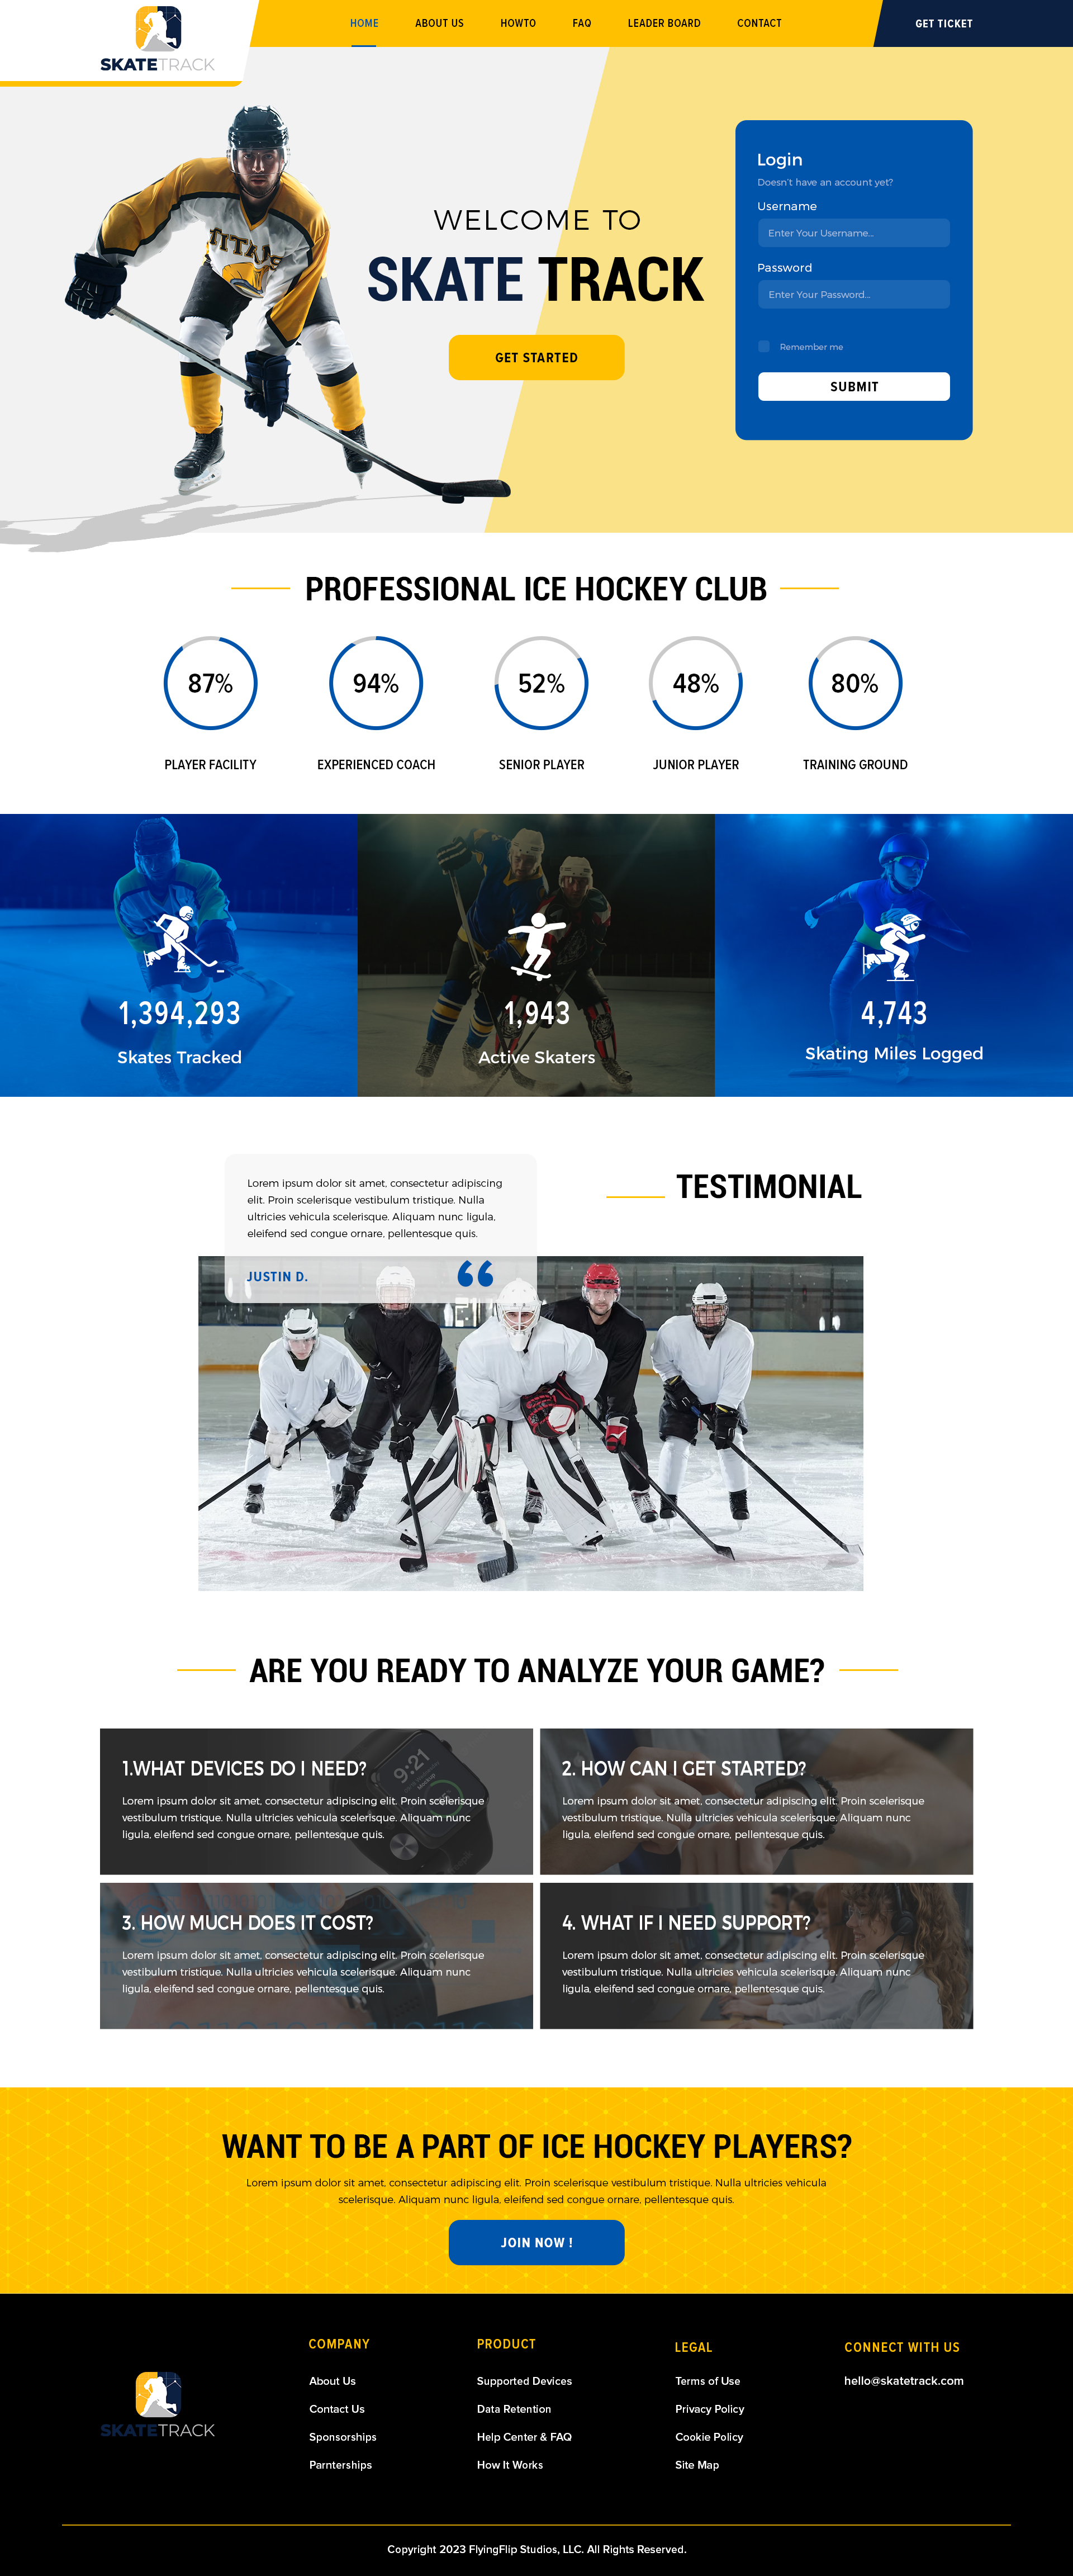 SKATETRACK
HOME ABOUT US HOWTO FAQ LEADER BOARD CONTACT GET TICKET
TITANS
WELCOME TO
SKATE TRACK
GET STARTED
Login
Doesn't have an account yet?
Username
Enter Your Username...
Password
Enter Your Password...
Remember me
SUBMIT
PROFESSIONAL ICE HOCKEY CLUB
87% 94% 52% 48% 80%
PLAYER FACILITY EXPERIENCED COACH SENIOR PLAYER JUNIOR PLAYER TRAINING GROUND
1,394,293
Skates Tracked
1,943
Active Skaters
4,743
Skating Miles Logged
Lorem ipsum dolor sit amet, consectetur adipiscing
elit. Proin scelerisque vestibulum tristique. Nulla
ultricies vehicula scelerisque. Aliquam nunc ligula,
eleifend sed congue ornare, pellentesque quis.
JUSTIN D.
“
TESTIMONIAL
ARE YOU READY TO ANALYZE YOUR GAME?
1.WHAT DEVICES DO I NEED?
Lorem ipsum dolor sit amet, consectetur adipiscing elit. Proin scelerisque
vestibulum tristique. Nulla ultricies vehicula scelerisque. Aliquam nunc
ligula, eleifend sed congue ornare, pellentesque quis.
9:21
2. HOW CAN I GET STARTED?
Lorem ipsum dolor sit amet, consectetur adipiscing elit. Proin scelerisque
vestibulum tristique. Nulla ultricies vehicula scelerisque. Aliquam nunc
ligula, eleifend sed congue ornare, pellentesque quis.
3. HOW MUCH DOES IT COST?
Lorem ipsum dolor sit amet, consectetur adipiscing elit. Proin scelerisque
vestibulum tristique. Nulla ultricies vehicula scelerisque. Aliquam nunc
ligula, eleifend sed congue ornare, pellentesque quis.
4. WHAT IF I NEED SUPPORT?
Lorem ipsum dolor sit amet, consectetur adipiscing elit. Proin scelerisque
vestibulum tristique. Nulla ultricies vehicula scelerisque. Aliquam nunc
ligula, eleifend sed congue ornare, pellentesque quis.
WANT TO BE A PART OF ICE HOCKEY PLAYERS?
Lorem ipsum dolor sit amet, consectetur adipiscing elit. Proin scelerisque vestibulum tristique. Nulla ultricies vehicula
scelerisque. Aliquam nunc ligula, eleifend sed congue ornare, pellentesque quis.
JOIN NOW !
SKATETRACK
COMPANY
About Us
Contact Us
Sponsorships
Parnterships
PRODUCT
Supported Devices
Data Retention
Help Center & FAQ
How It Works
LEGAL
Terms of Use
Privacy Policy
Cookie Policy
Site Map
CONNECT WITH US
hello@skatetrack.com
Copyright 2023 FlyingFlip Studios, LLC. All Rights Reserved.